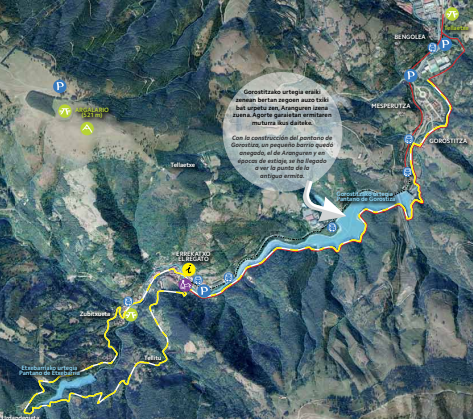 Tellaetxe
BENGOLEA
P
P
P
ARGALARIO
(521 m)
MESPERUTZA
Gorostitzako urtegia eraiki
zenean bertan zegoen auzo txiki
bat urpetu zen, Aranguren izena
zuena. Agorte garaietan ermitaren
muturra ikus daiteke.
Con la construcción del pantano de
Gorostiza, un pequeño barrio quedó
anegado, el de Aranguren y en
épocas de estiaje, se ha llegado
a ver la punta de la
antigua ermita.
GOROSTITZA
Tellaetxe
Gorostitzako urtegia
Pantano de Gorostiza
ERREKATXO
EL REGATO
i
P
Zubitxueta
Tellitu
Etxebarriako urtegia
Pantano de Etxebarria